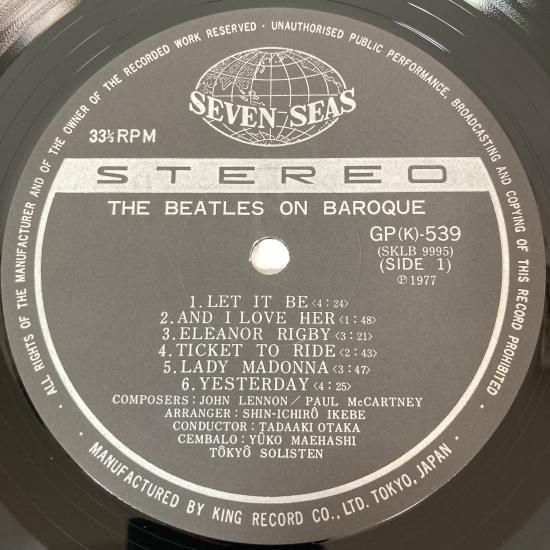 ALL RIGHTS OF THE MANUFACTURER AND OF THE OWNER OF THE RECORDED WORK RESERVED · UNAUTHORISED PUBLIC PERFORMANCE, BROADCASTING AND COPYING OF THIS RECORD PROHIBITED ·
SEVEN SEAS
33⅓RPM
STEREO
THE BEATLES ON BAROQUE
GP(K)-539
(SKLB 9995)
(SIDE 1)
℗1977
1. LET IT BE <4:24>
2. AND I LOVE HER <1:48>
3. ELEANOR RIGBY <3:21>
4. TICKET TO RIDE <2:43>
5. LADY MADONNA <3:47>
6. YESTERDAY <4:25>
COMPOSERS: JOHN LENNON / PAUL McCARTNEY
ARRANGER: SHIN-ICHIRÔ IKEBE
CONDUCTOR: TADAAKI OTAKA
CEMBALO: YÛKO MAEHASHI
TÔKYÔ SOLISTEN
· MANUFACTURED BY KING RECORD CO., LTD. TOKYO, JAPAN ·